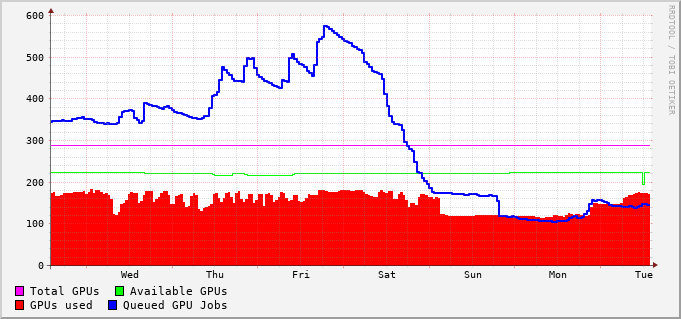 RRDTOOL / TOBI OETIKER
600
500
400
300
200
100
0
Wed Thu Fri Sat Sun Mon Tue
Total GPUs Available GPUs
GPUs used Queued GPU Jobs